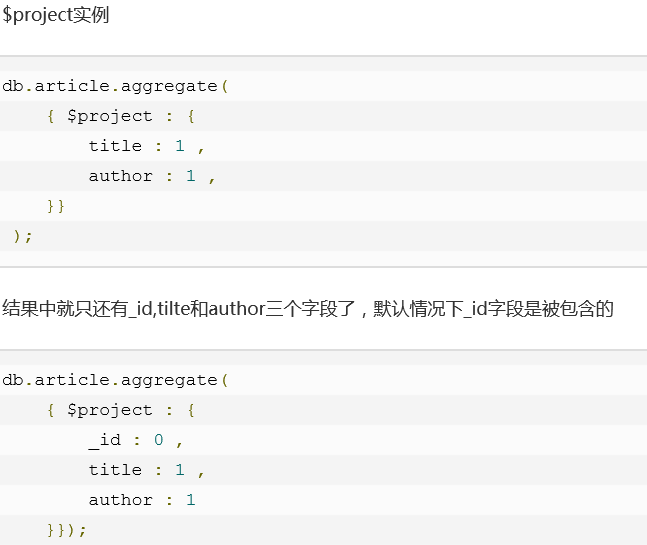 $project实例
db.article.aggregate(
    { $project : {
        title : 1 ,
        author : 1 ,
    }}
 );
结果中就只还有_id,tilte和author三个字段了，默认情况下_id字段是被包含的
db.article.aggregate(
    { $project : {
        _id : 0 ,
        title : 1 ,
        author : 1
    }});